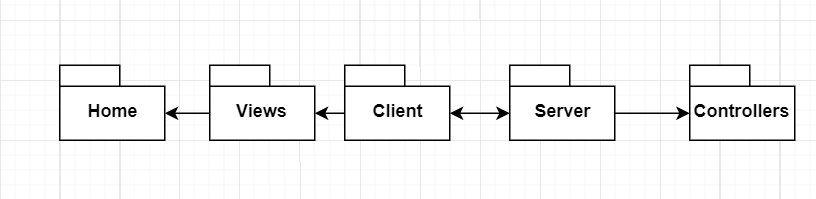 Home
Views
Client
Server
Controllers